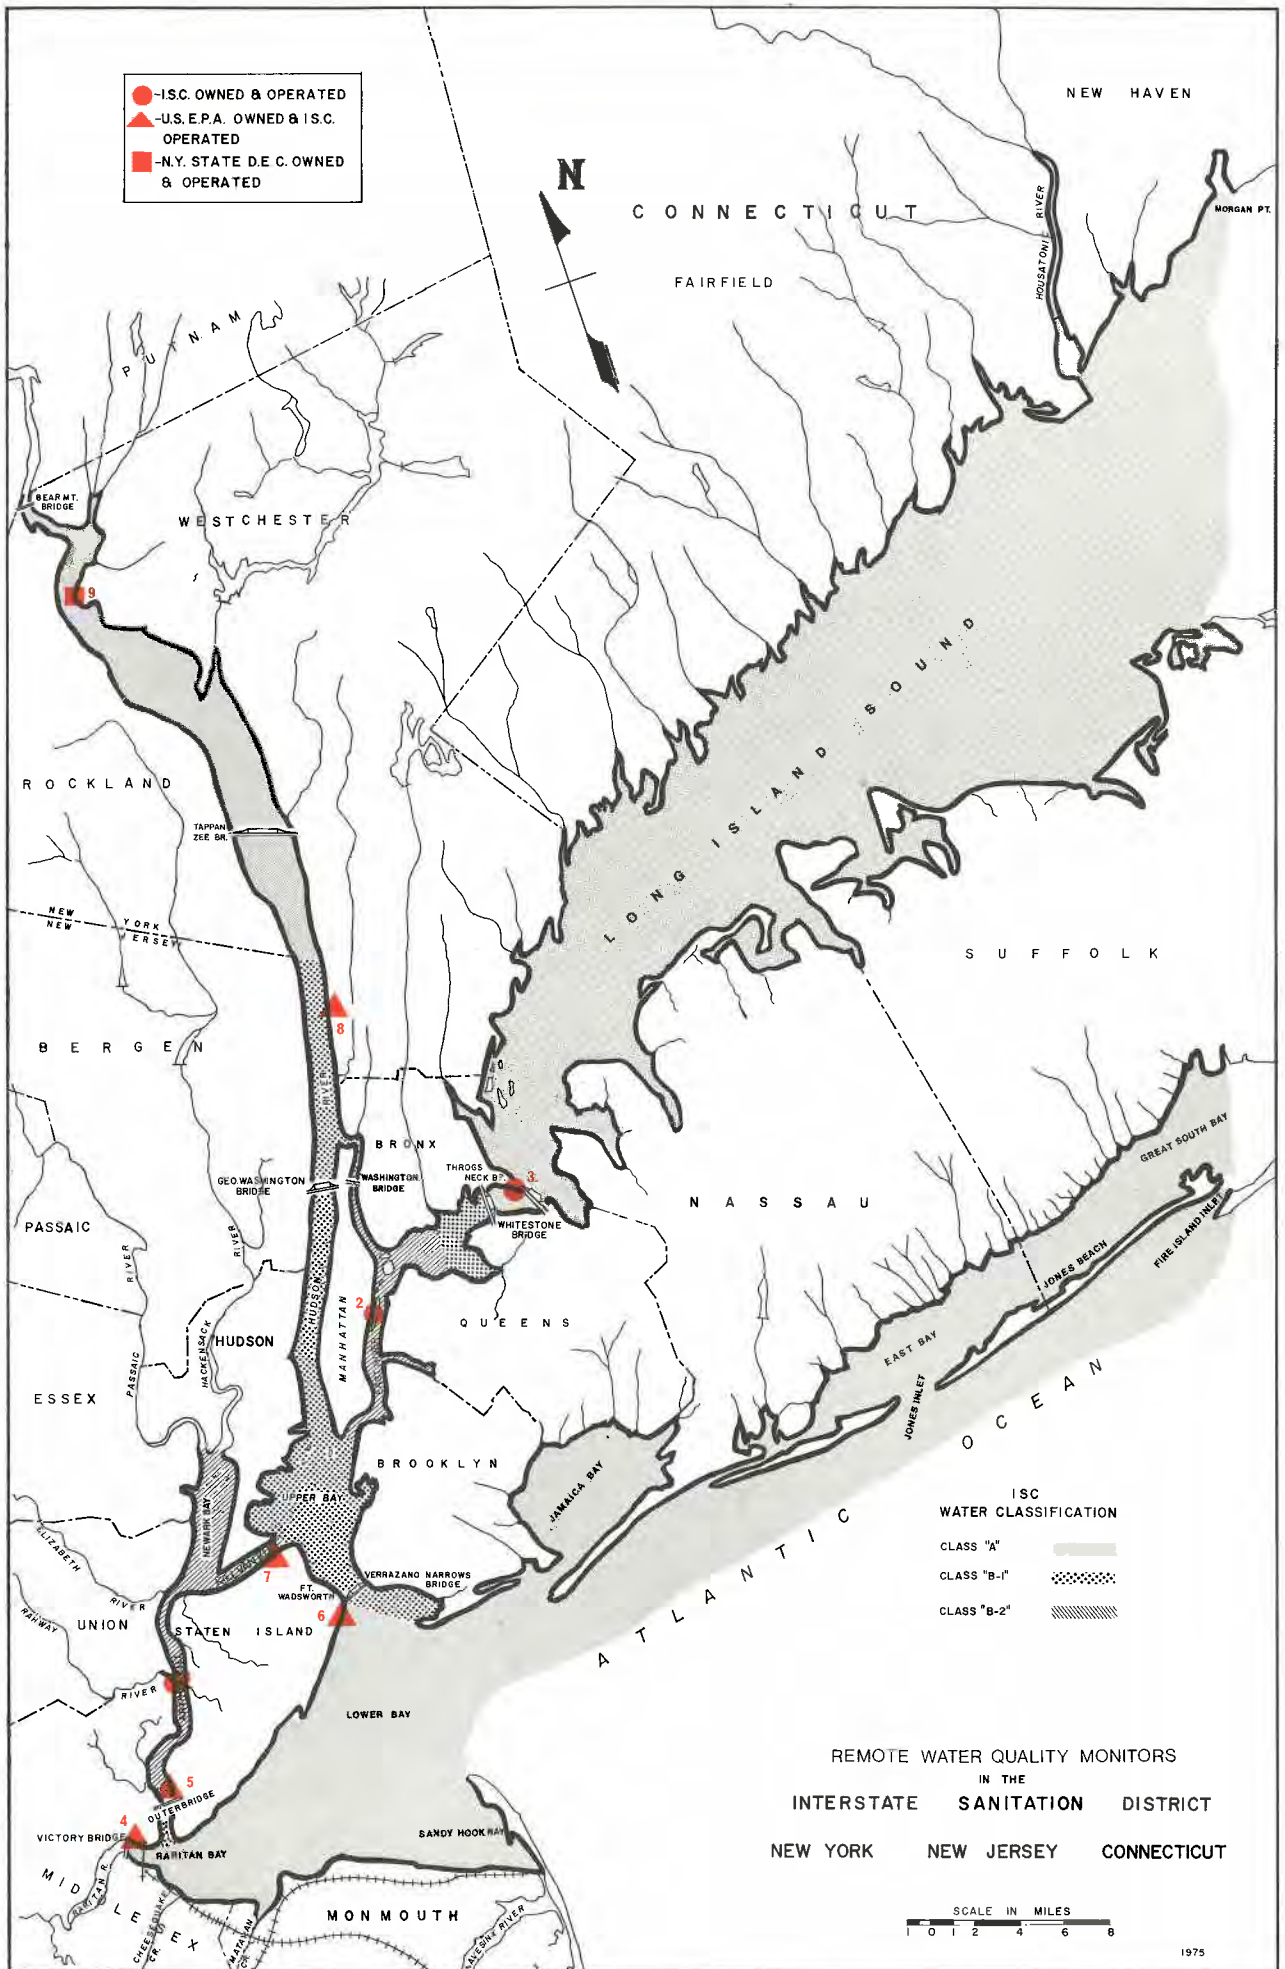 -I.S.C. OWNED & OPERATED
-U.S. E.P.A. OWNED & I S.C.
OPERATED
-N.Y. STATE D.E C. OWNED
& OPERATED
N
NEW HAVEN
CONNECTICUT
FAIRFIELD
HOUSATONIC RIVER
MORGAN PT.
PUTNAM
BEAR MT.
BRIDGE
WESTCHESTER
9
ROCKLAND
TAPPAN
ZEE BR.
LONG ISLAND SOUND
NEW YORK
NEW JERSEY
SUFFOLK
8
BERGEN
RIVER
BRONX
GREAT SOUTH BAY
THROGS
NECK BR.
3
GEO. WASHINGTON
BRIDGE
WASHINGTON
BRIDGE
WHITESTONE
BRIDGE
NASSAU
PASSAIC
FIRE ISLAND INLET
JONES BEACH
RIVER
RIVER
HUDSON
2
MANHATTAN
QUEENS
HUDSON
HACKENSACK
PASSAIC
EAST BAY
ESSEX
JONES INLET
OCEAN
BROOKLYN
JAMAICA BAY
UPPER BAY
NEWARK BAY
ISC
WATER CLASSIFICATION
CLASS "A"
CLASS "B-1"
CLASS "B-2"
ELIZABETH
RIVER
7
FT.
WADSWORTH
VERRAZANO NARROWS
BRIDGE
6
ATLANTIC
RAHWAY
RIVER
UNION
STATEN ISLAND
LOWER BAY
5
OUTERBRIDGE
4
VICTORY BRIDGE
RARITAN BAY
SANDY HOOK
RARITAN R.
MIDDLESEX
CHEESEQUAKE
CR.
MATAWAN
CR.
MONMOUTH
RIVER
REMOTE WATER QUALITY MONITORS
IN THE
INTERSTATE SANITATION DISTRICT
NEW YORK NEW JERSEY CONNECTICUT
SCALE IN MILES
1 0 1 2 4 6 8
1975